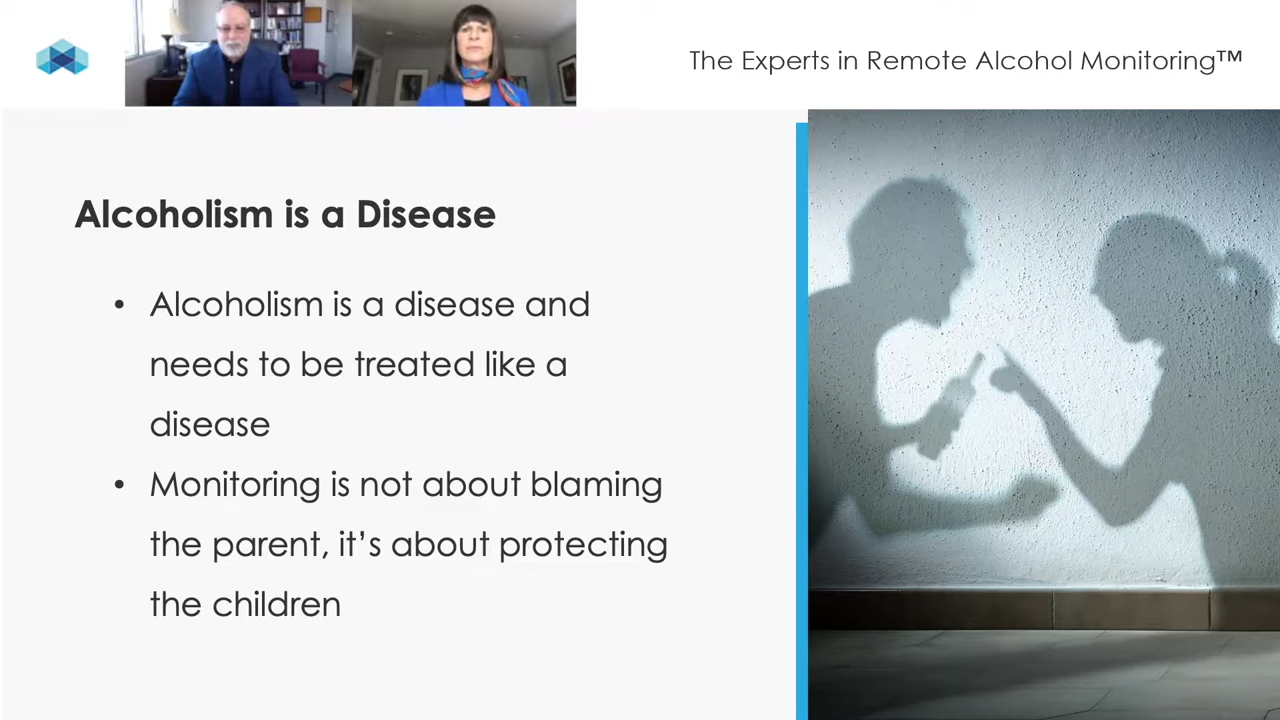 The Experts in Remote Alcohol Monitoring™
Alcoholism is a Disease
• Alcoholism is a disease and
needs to be treated like a
disease
• Monitoring is not about blaming
the parent, it’s about protecting
the children